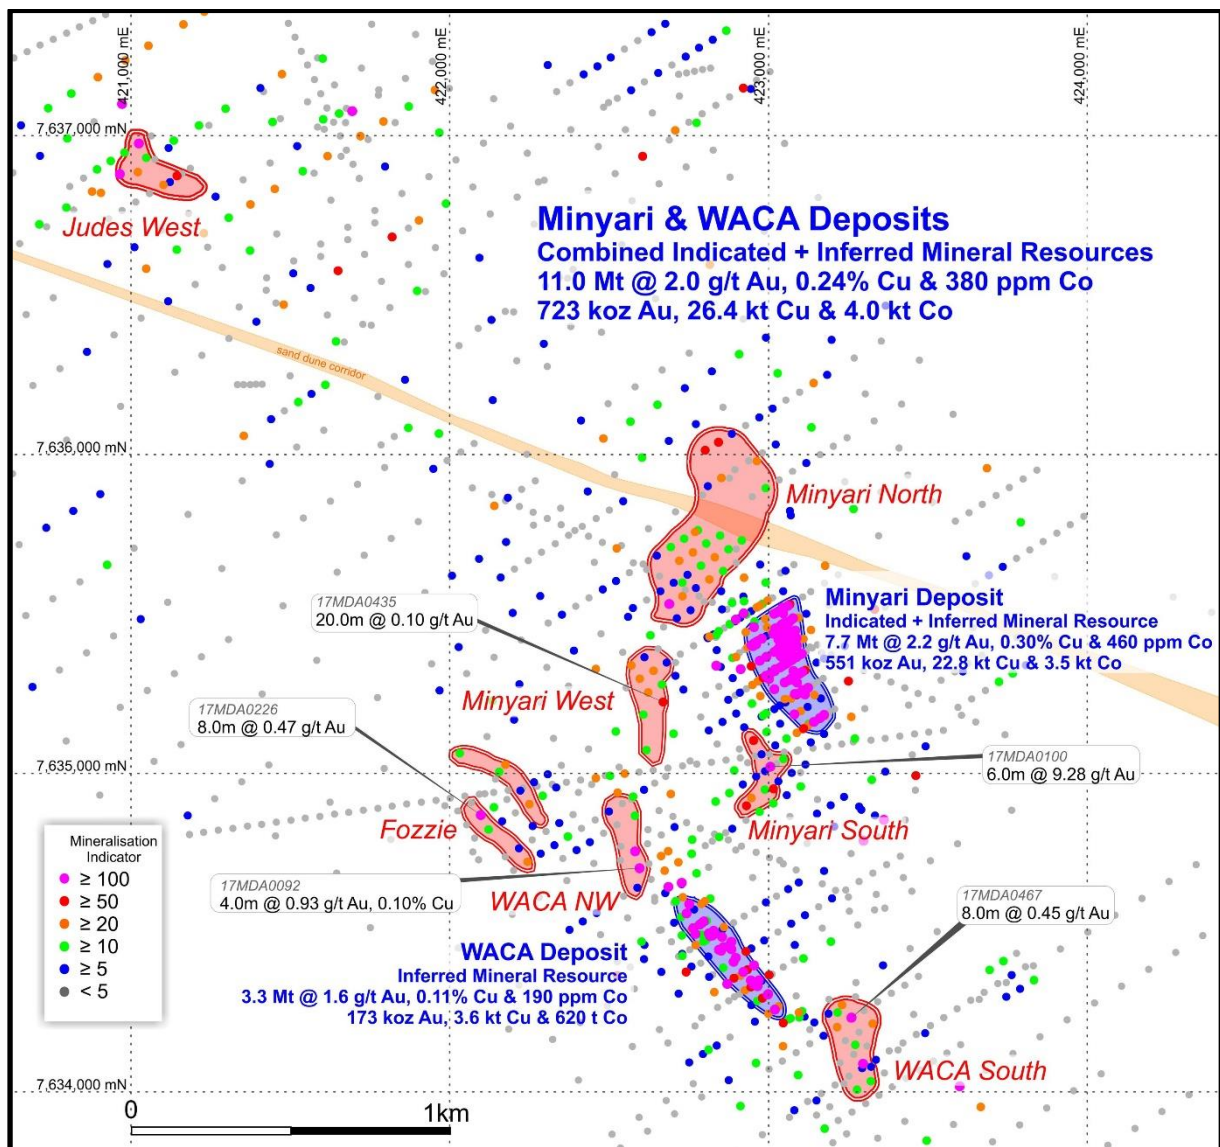 421,000 mE
422,000 mE
423,000 mE
424,000 mE
7,637,000 mN
Judes West
Minyari & WACA Deposits
Combined Indicated + Inferred Mineral Resources
11.0 Mt @ 2.0 g/t Au, 0.24% Cu & 380 ppm Co
723 koz Au, 26.4 kt Cu & 4.0 kt Co
sand dune corridor
7,636,000 mN
Minyari North
17MDA0435
20.0m @ 0.10 g/t Au
Minyari Deposit
Indicated + Inferred Mineral Resource
7.7 Mt @ 2.2 g/t Au, 0.30% Cu & 460 ppm Co
551 koz Au, 22.8 kt Cu & 3.5 kt Co
Minyari West
17MDA0226
8.0m @ 0.47 g/t Au
17MDA0100
6.0m @ 9.28 g/t Au
7,635,000 mN
Fozzie
Minyari South
Mineralisation
Indicator
≥ 100
≥ 50
≥ 20
≥ 10
≥ 5
< 5
17MDA0092
4.0m @ 0.93 g/t Au, 0.10% Cu
WACA NW
17MDA0467
8.0m @ 0.45 g/t Au
WACA Deposit
Inferred Mineral Resource
3.3 Mt @ 1.6 g/t Au, 0.11% Cu & 190 ppm Co
173 koz Au, 3.6 kt Cu & 620 t Co
WACA South
7,634,000 mN
0
1km